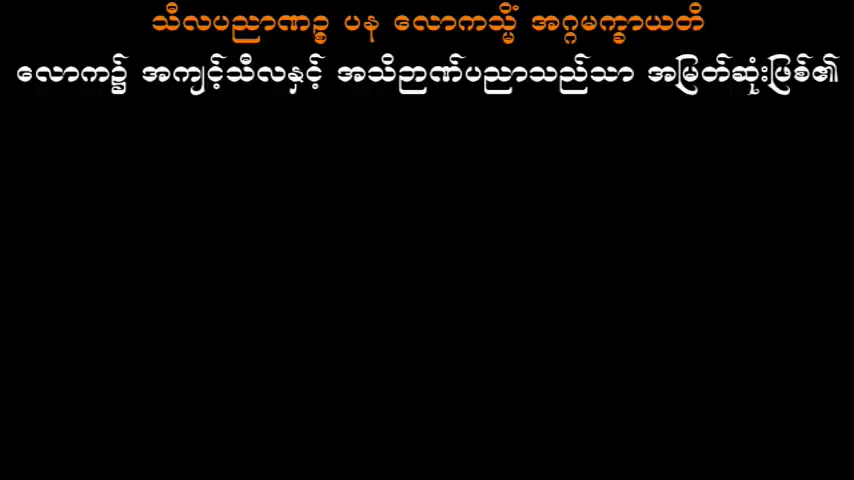 သီလပညာဏဉ္စ ပန လောကသ္မိံ အဂ္ဂမက္ခာယတိ
လောက၌ အကျင့်သီလနှင့် အသိဉာဏ်ပညာသည်သာ အမြတ်ဆုံးဖြစ်၏